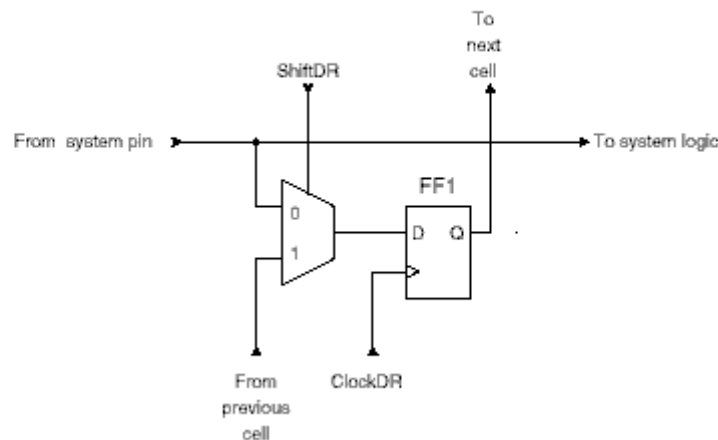 To
next
cell
ShiftDR
From system pin
To system logic
FF1
0
D Q
1
From
previous
cell
ClockDR